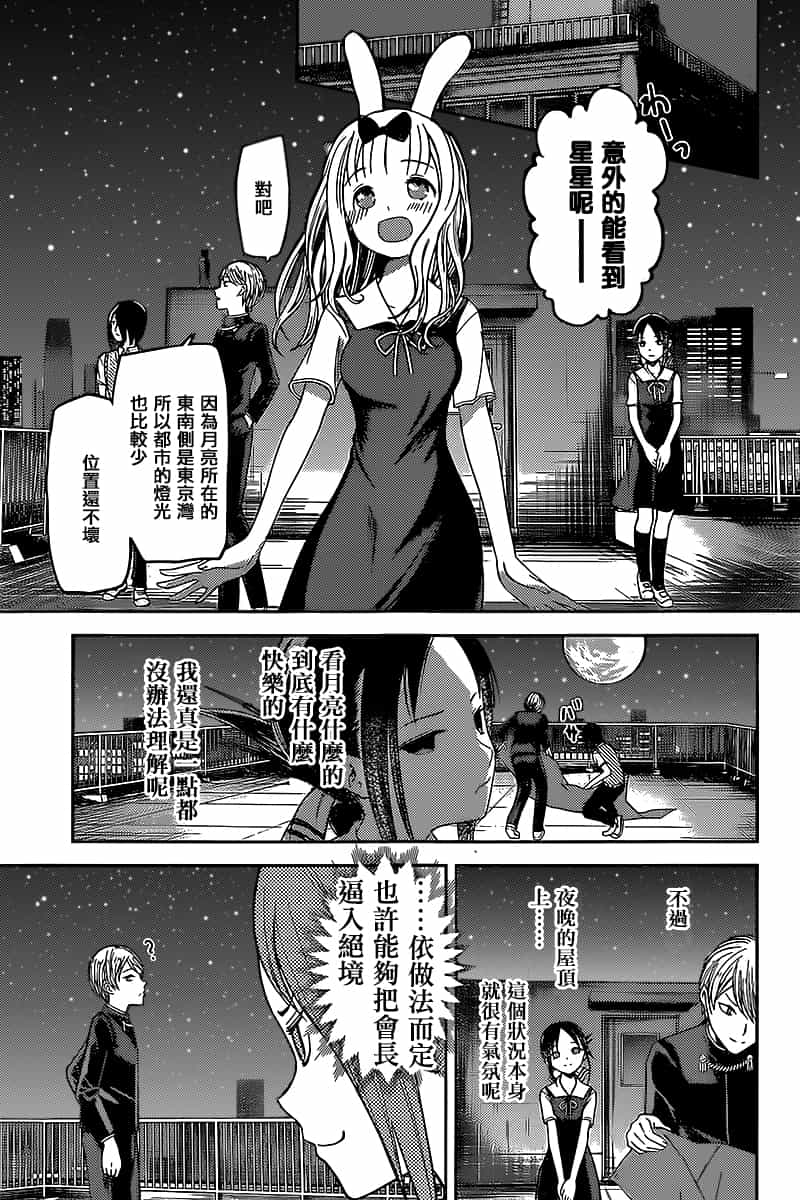 わーっ
意外的能看到
星星呢——
對吧
因為月亮所在的
東南側是東京灣
所以都市的燈光
也比較少
位置還不壞
バサ
看月亮什麼的
到底有什麼
快樂的
我還真是一點都
沒辦法理解呢
不過
夜晚的屋頂
上……
這個狀況本身
就很有氣氛呢
……依做法而定
也許能夠把會長
逼入絕境
?